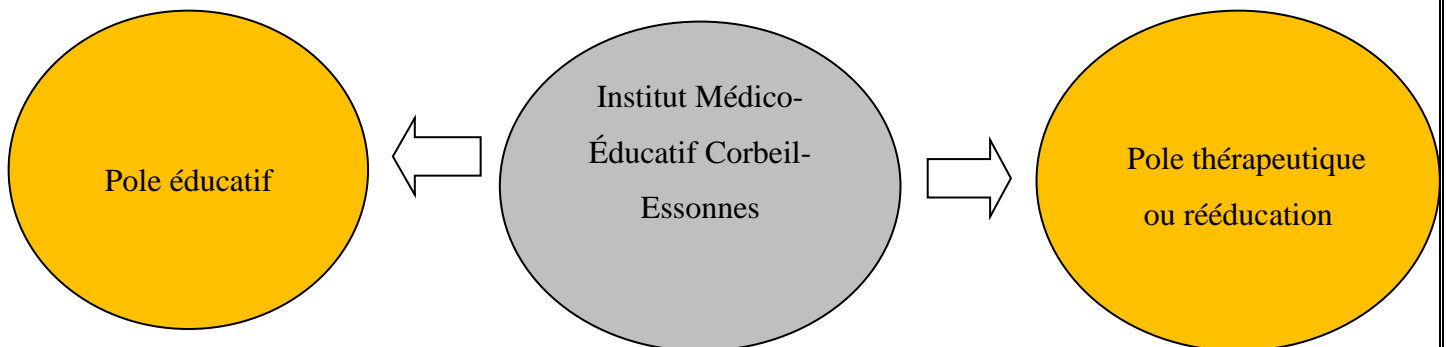 Pole éducatif
Institut Médico-
Éducatif Corbeil-
Essonnes
Pole thérapeutique
ou rééducation